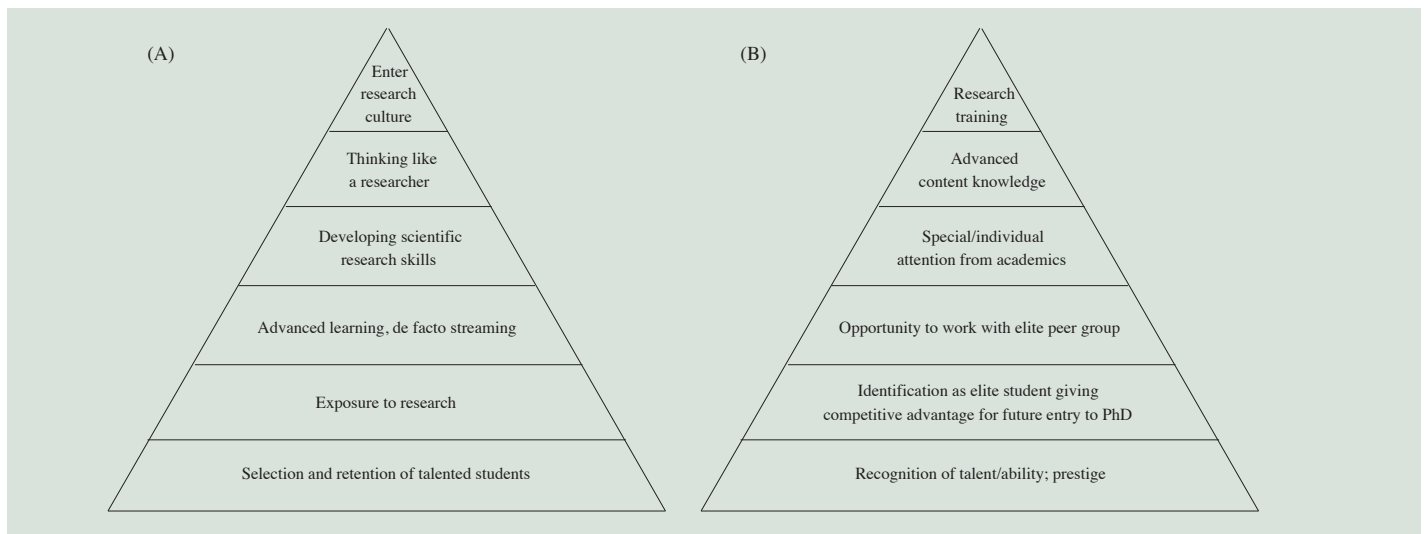 (A)
Enter
research
culture
Thinking like
a researcher
Developing scientific
research skills
Advanced learning, de facto streaming
Exposure to research
Selection and retention of talented students
(B)
Research
training
Advanced
content knowledge
Special/individual
attention from academics
Opportunity to work with elite peer group
Identification as elite student giving
competitive advantage for future entry to PhD
Recognition of talent/ability; prestige